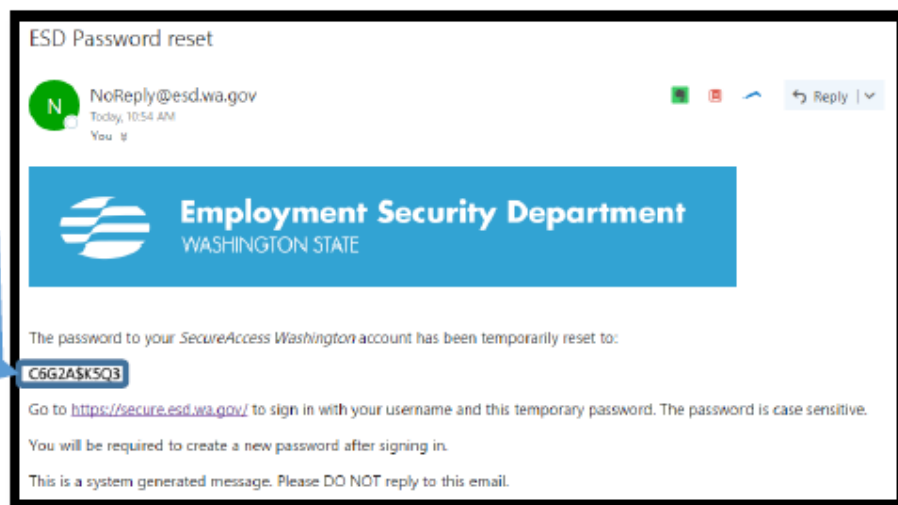 ESD Password reset
N
NoReply@esd.wa.gov
Today, 10:54 AM
You
Reply
Employment Security Department
WASHINGTON STATE
The password to your SecureAccess Washington account has been temporarily reset to:
C6G2A$K5Q3
Go to https://secure.esd.wa.gov/ to sign in with your username and this temporary password. The password is case sensitive.
You will be required to create a new password after signing in.
This is a system generated message. Please DO NOT reply to this email.